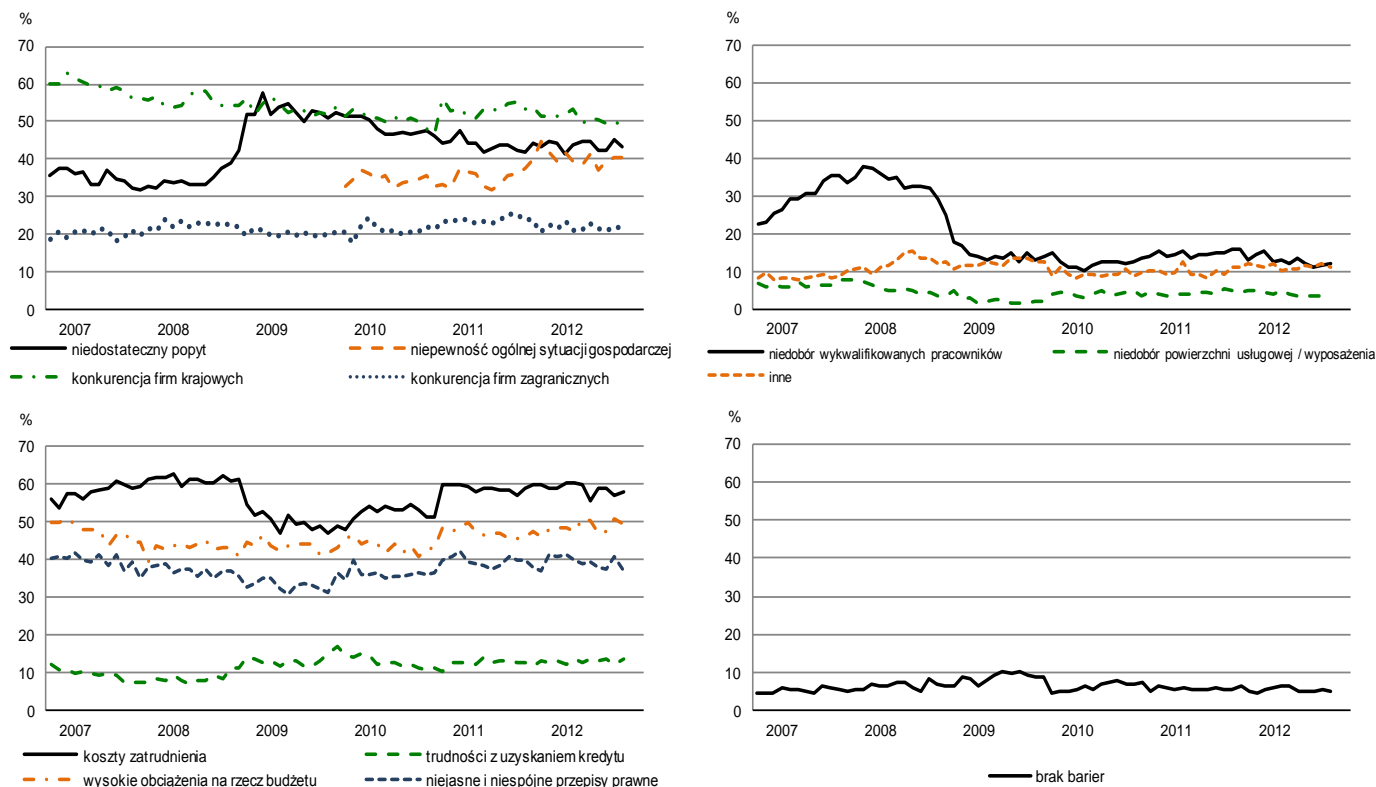 %
70
60
50
40
30
20
10
0
2007 2008 2009 2010 2011 2012
niedostateczny popyt
niepewność ogólnej sytuacji gospodarczej
konkurencja firm krajowych
konkurencja firm zagranicznych
%
70
60
50
40
30
20
10
0
2007 2008 2009 2010 2011 2012
niedobór wykwalifikowanych pracowników
niedobór powierzchni usługowej / wyposażenia
inne
%
70
60
50
40
30
20
10
0
2007 2008 2009 2010 2011 2012
koszty zatrudnienia
trudności z uzyskaniem kredytu
wysokie obciążenia na rzecz budżetu
niejasne i niespójne przepisy prawne
%
70
60
50
40
30
20
10
0
2007 2008 2009 2010 2011 2012
brak barier